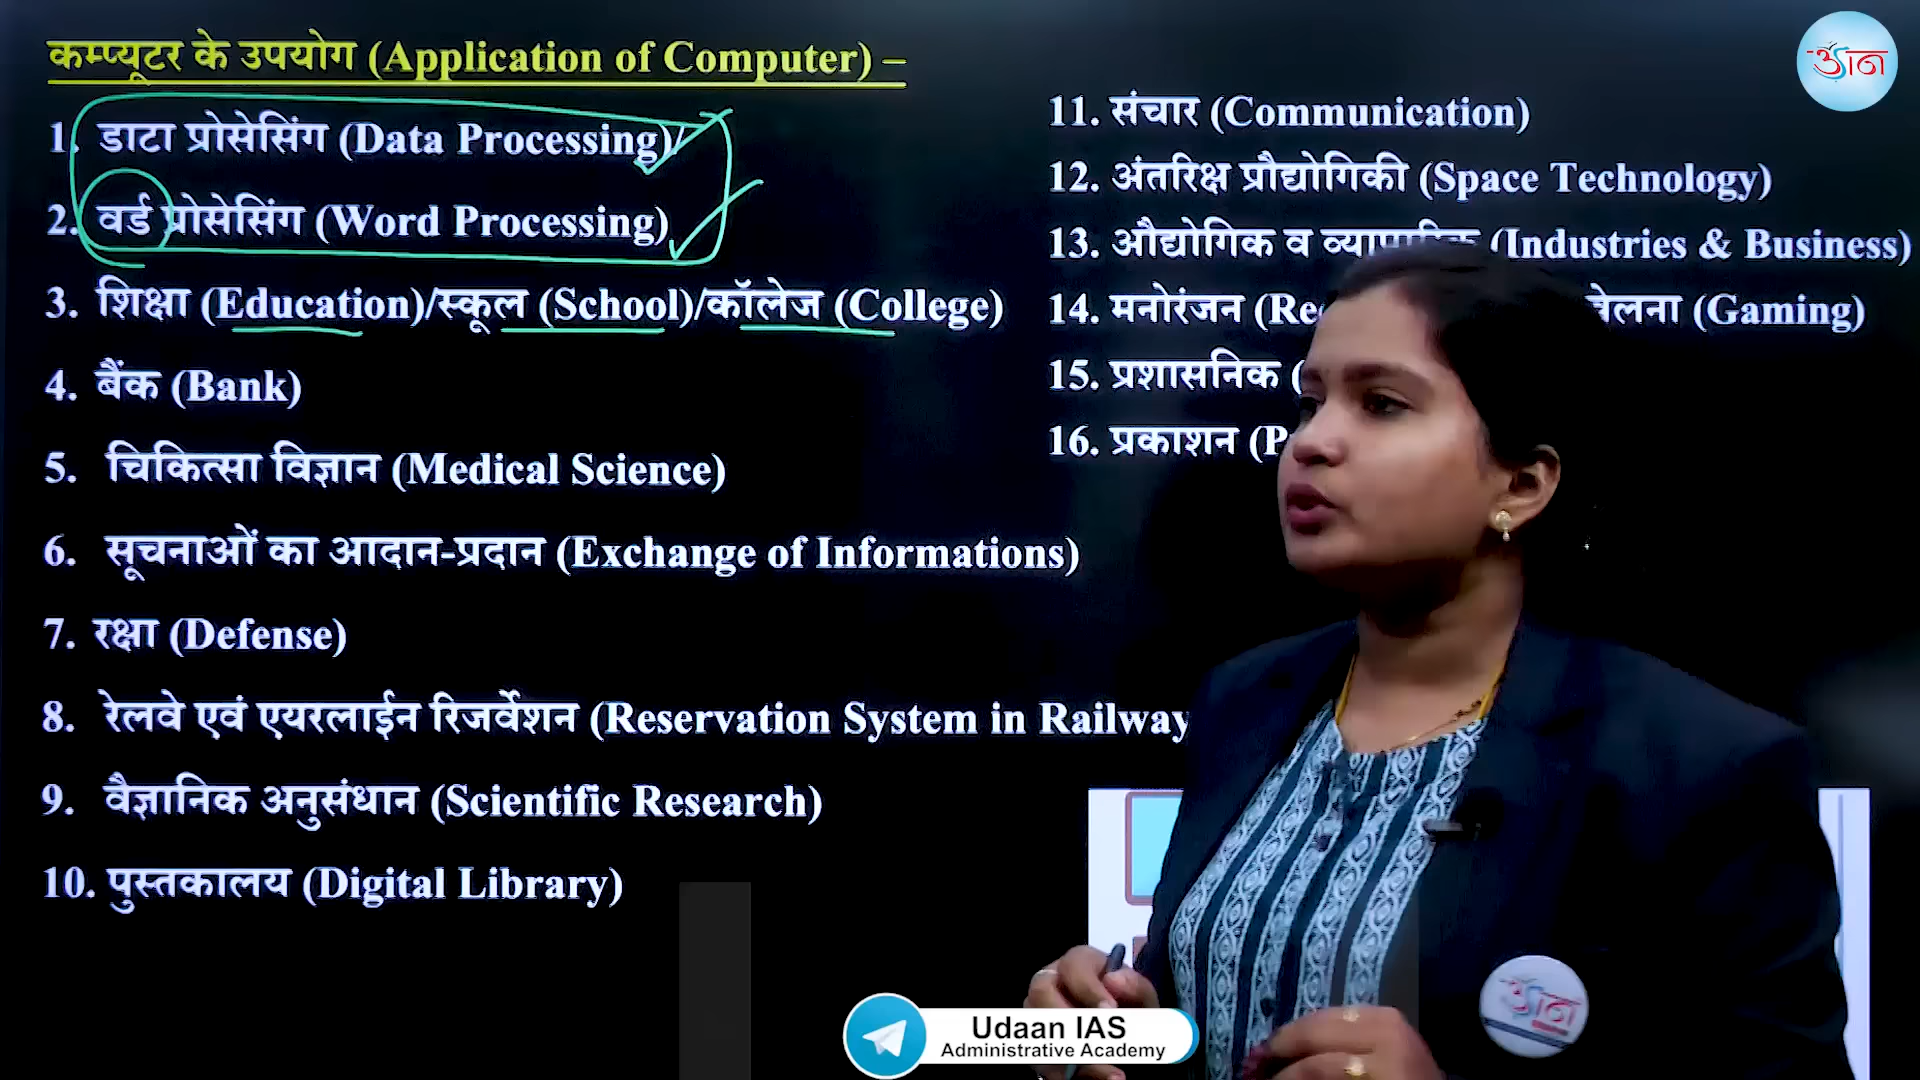 कम्प्यूटर के उपयोग (Application of Computer) –
1. डाटा प्रोसेसिंग (Data Processing)/
2. वर्ड प्रोसेसिंग (Word Processing)
3. शिक्षा (Education)/स्कूल (School)/कॉलेज (College)
4. बैंक (Bank)
5. चिकित्सा विज्ञान (Medical Science)
6. सूचनाओं का आदान-प्रदान (Exchange of Informations)
7. रक्षा (Defense)
8. रेलवे एवं एयरलाईन रिजर्वेशन (Reservation System in Railway
9. वैज्ञानिक अनुसंधान (Scientific Research)
10. पुस्तकालय (Digital Library)
11. संचार (Communication)
12. अंतरिक्ष प्रौद्योगिकी (Space Technology)
13. औद्योगिक व (Industries & Business)
14. मनोरंजन (Gaming)
15. प्रशासनिक
16. प्रकाशन
उड़ान
Udaan IAS
Administrative Academy